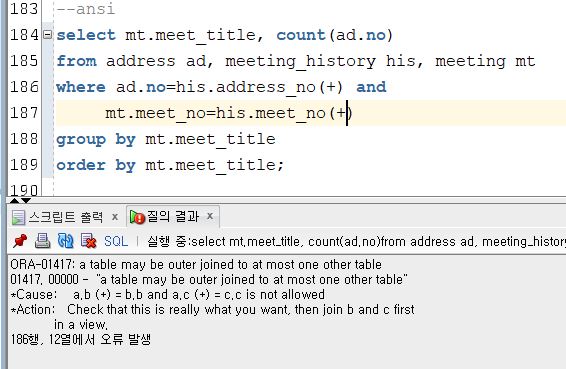 183 --ansi
184 select mt.meet_title, count(ad.no)
185 from address ad, meeting_history his, meeting mt
186 where ad.no=his.address_no(+) and
187 mt.meet_no=his.meet_no(+)
188 group by mt.meet_title
189 order by mt.meet_title;
190
스크립트 출력 x 질의 결과 x
SQL | 실행 중:select mt.meet_title, count(ad.no)from address ad, meeting_history
ORA-01417: a table may be outer joined to at most one other table
01417. 00000 - "a table may be outer joined to at most one other table"
*Cause: a.b (+) = b.b and a.c (+) = c.c is not allowed
*Action: Check that this is really what you want, then join b and c first
in a view.
186행, 12열에서 오류 발생